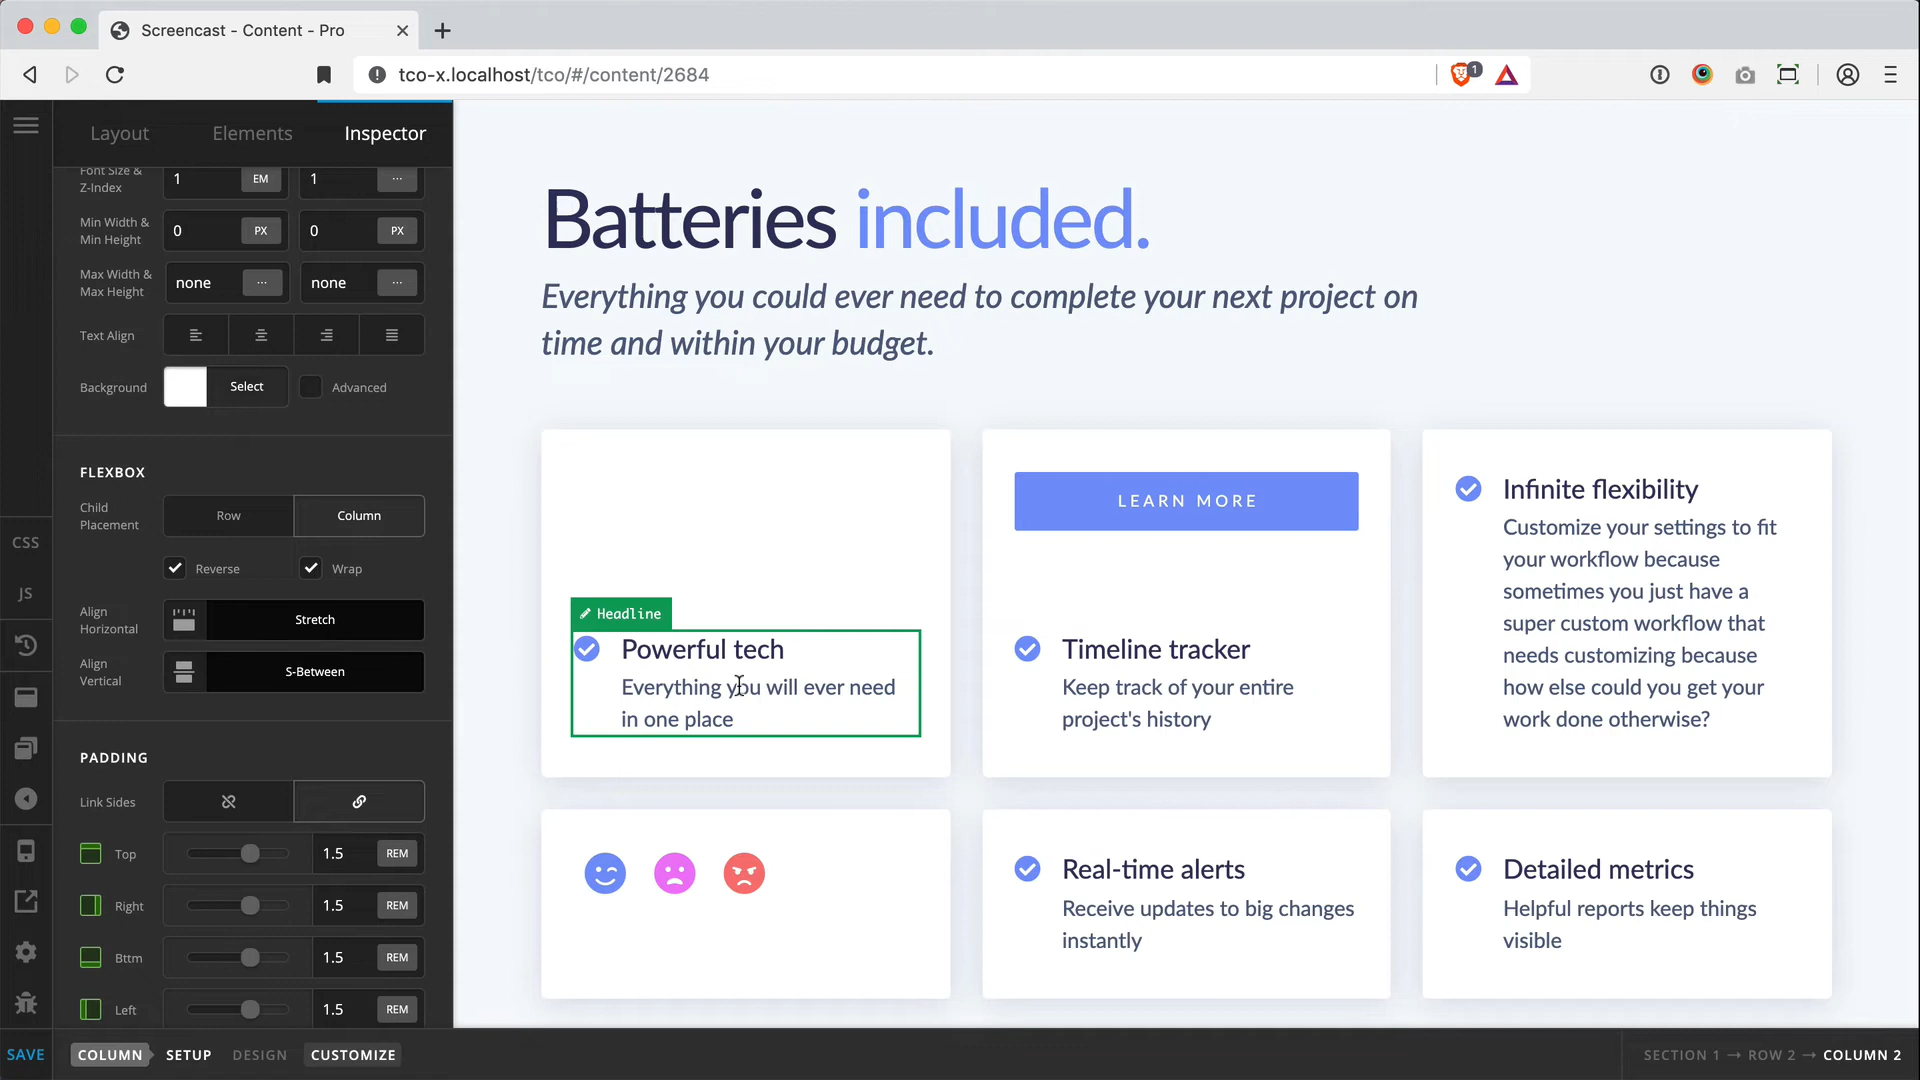 Screencast - Content - Pro
tco-x.localhost/tco/#/content/2684
1
Layout
Elements
Inspector
Font Size &
Z-Index
1
EM
1
Min Width &
Min Height
0
PX
0
PX
Max Width &
Max Height
none
none
Text Align
Background
Select
Advanced
FLEXBOX
Child
Placement
Row
Column
Reverse
Wrap
Align
Horizontal
Stretch
Align
Vertical
S-Between
PADDING
Link Sides
Top
1.5
REM
Right
1.5
REM
Bttm
1.5
REM
Left
1.5
REM
CSS
JS
SAVE
COLUMN
SETUP
DESIGN
CUSTOMIZE
Batteries included.
Everything you could ever need to complete your next project on
time and within your budget.
Headline
Powerful tech
Everything you will ever need
in one place
LEARN MORE
Timeline tracker
Keep track of your entire
project's history
Infinite flexibility
Customize your settings to fit
your workflow because
sometimes you just have a
super custom workflow that
needs customizing because
how else could you get your
work done otherwise?
Real-time alerts
Receive updates to big changes
instantly
Detailed metrics
Helpful reports keep things
visible
SECTION 1 → ROW 2 → COLUMN 2